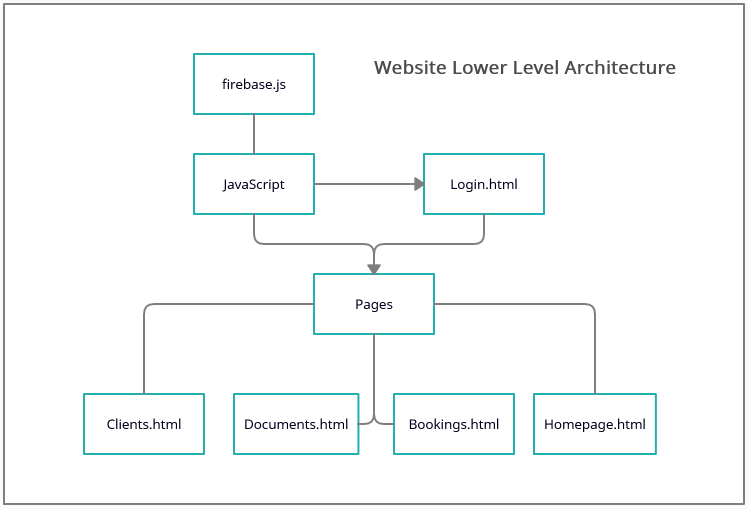 Website Lower Level Architecture
firebase.js
JavaScript
Login.html
Pages
Clients.html
Documents.html
Bookings.html
Homepage.html